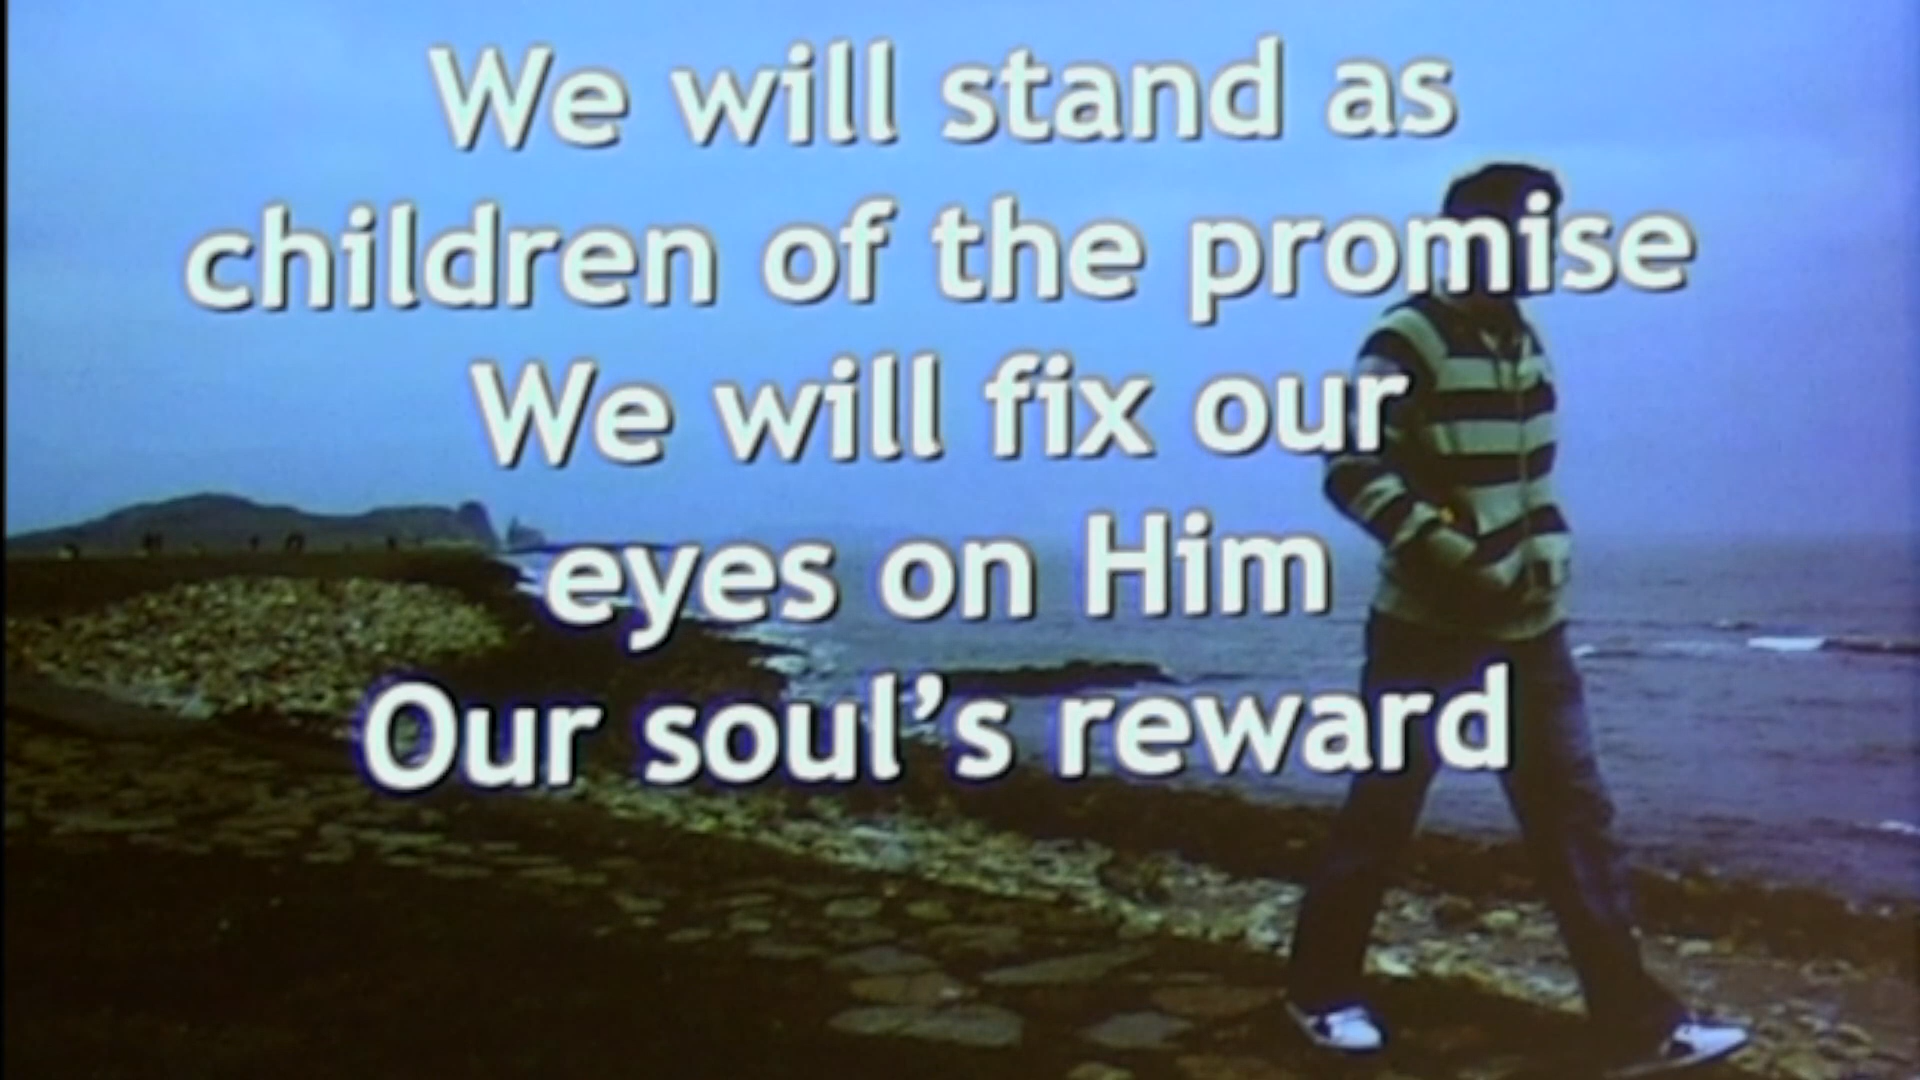 We will stand as
children of the promise
We will fix our
eyes on Him
Our soul's reward